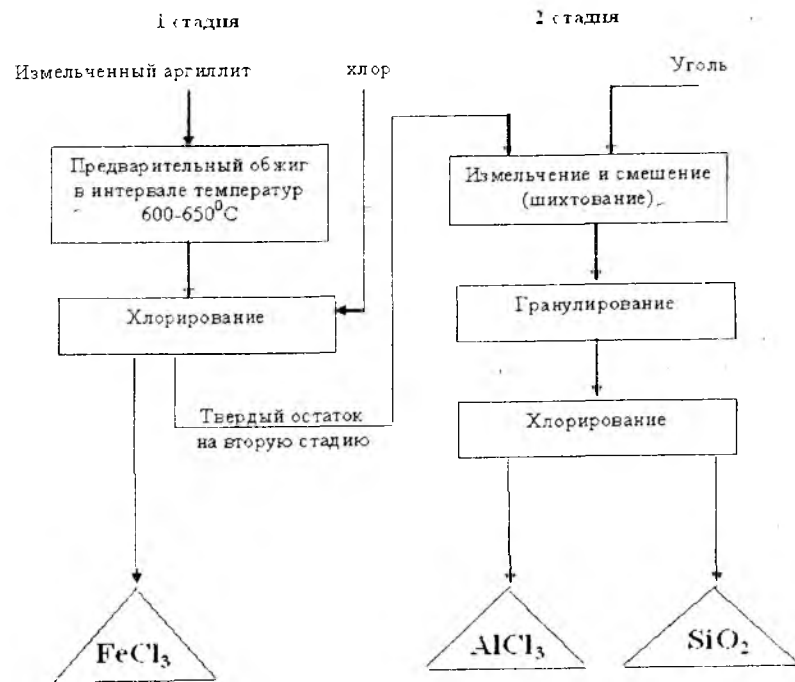 1 стадия
2 стадия
Измельченный аргиллит
хлор
Уголь
Предварительный обжиг
в интервале температур
600-650⁰С
Хлорирование
Твердый остаток
на вторую стадию
FeCl₃
Измельчение и смешение
(шихтование)
Гранулирование
Хлорирование
AlCl₃
SiO₂